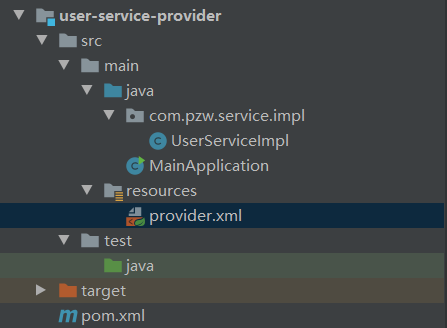 user-service-provider
src
main
java
com.pzw.service.impl
UserServiceImpl
MainApplication
resources
provider.xml
test
java
target
pom.xml